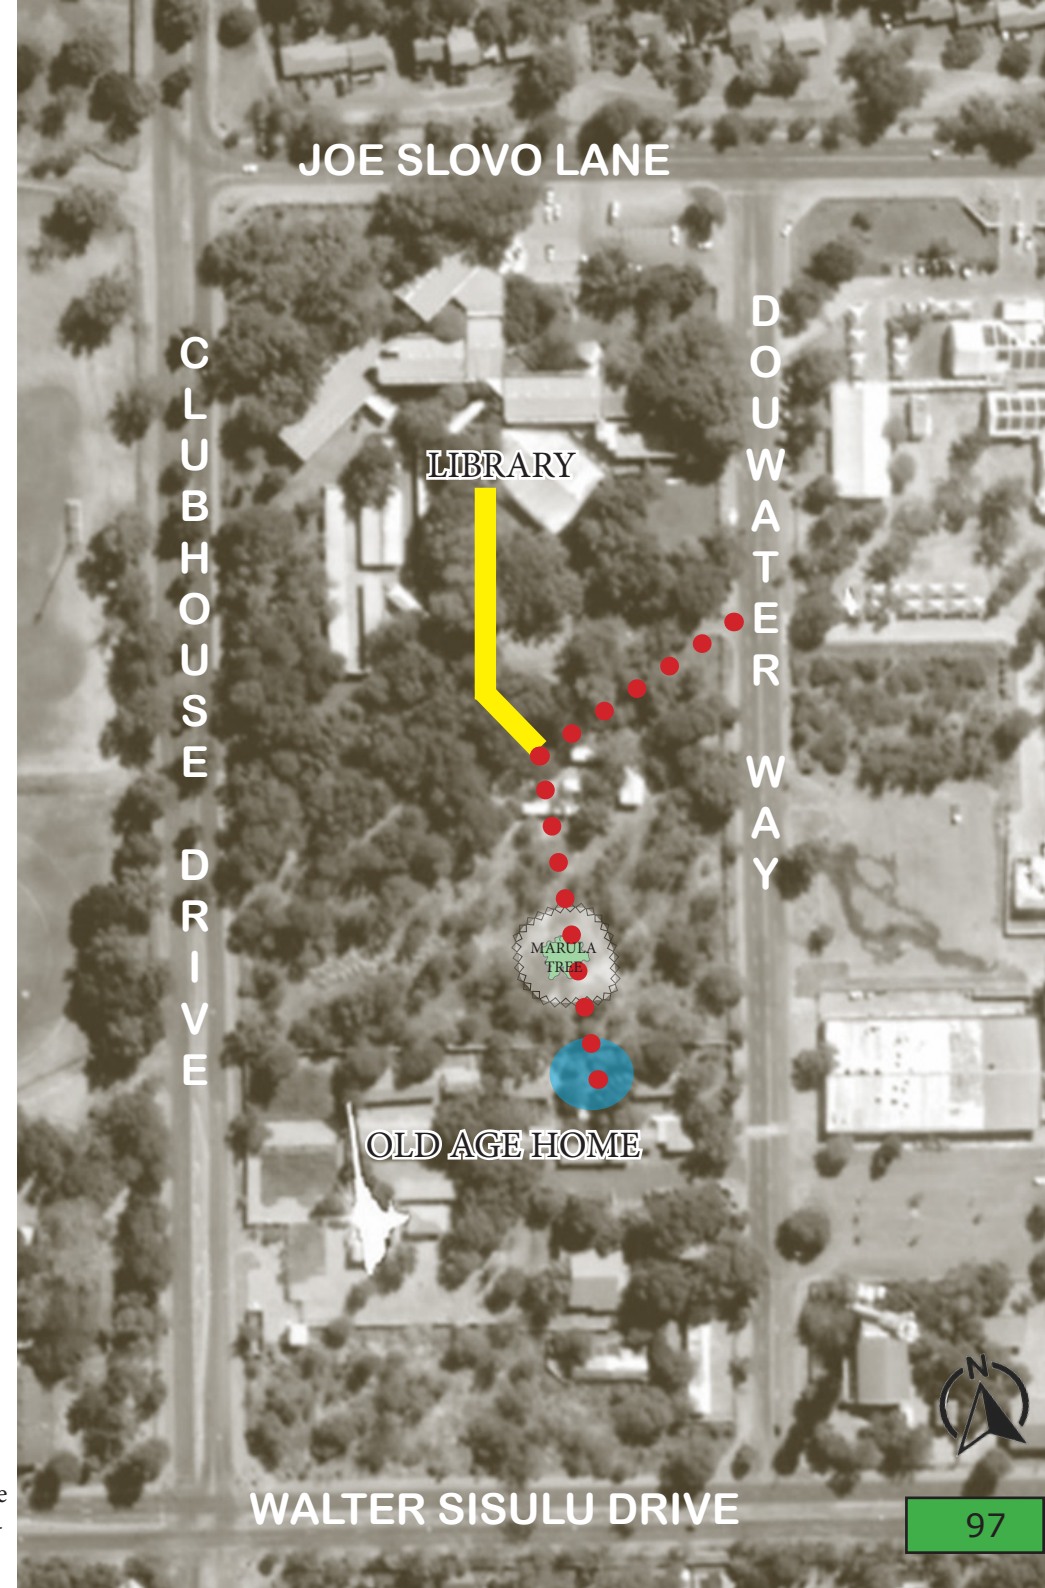 JOE SLOVO LANE
CLUBHOUSE DRIVE
DOUWATER WAY
LIBRARY
MARULA
TREE
OLD AGE HOME
N
e
WALTER SISULU DRIVE
97